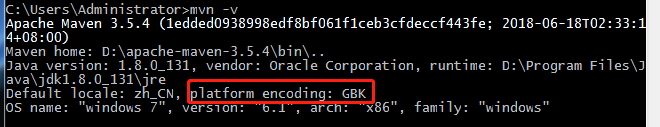 C:\Users\Administrator>mvn -v
Apache Maven 3.5.4 (1edded0938998edf8bf061f1ceb3cfdeccf443fe; 2018-06-18T02:33:1
4+08:00)
Maven home: D:\apache-maven-3.5.4\bin\..
Java version: 1.8.0_131, vendor: Oracle Corporation, runtime: D:\Program Files\J
ava\jdk1.8.0_131\jre
Default locale: zh_CN, platform encoding: GBK
OS name: "windows 7", version: "6.1", arch: "x86", family: "windows"